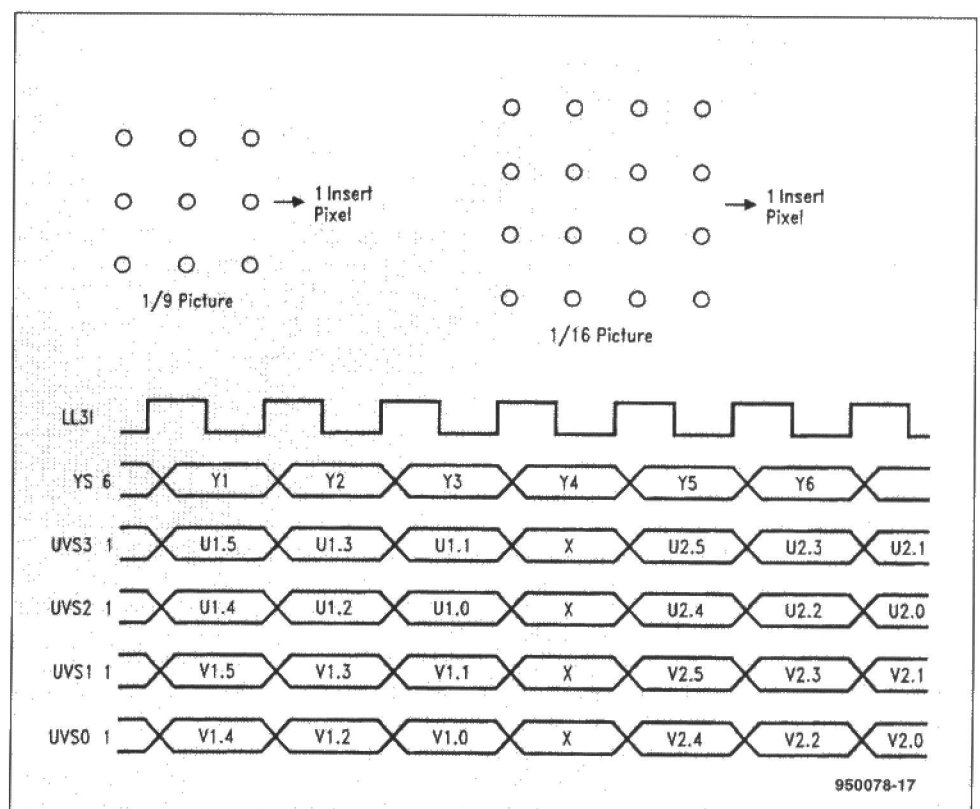 1 Insert
Pixel
1/9 Picture
1 Insert
Pixel
1/16 Picture
LL3I
YS 6 Y1 Y2 Y3 Y4 Y5 Y6
UVS3 1 U1.5 U1.3 U1.1 X U2.5 U2.3 U2.1
UVS2 1 U1.4 U1.2 U1.0 X U2.4 U2.2 U2.0
UVS1 1 V1.5 V1.3 V1.1 X V2.5 V2.3 V2.1
UVS0 1 V1.4 V1.2 V1.0 X V2.4 V2.2 V2.0
950078-17